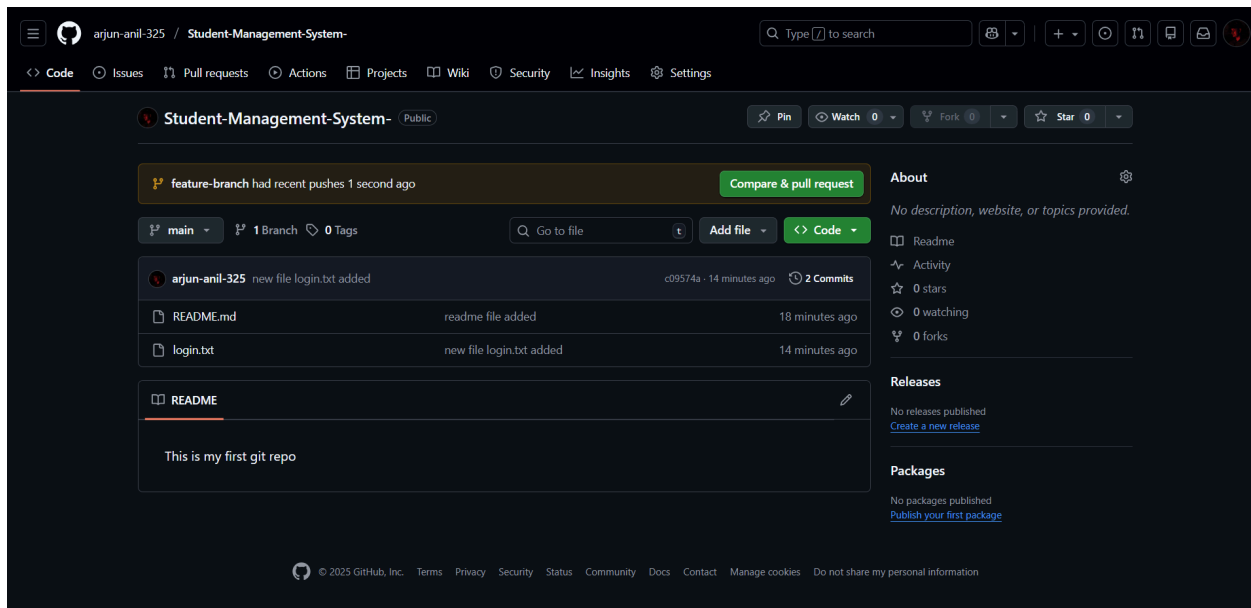 arjun-anil-325 / Student-Management-System-
Type / to search
Code Issues Pull requests Actions Projects Wiki Security Insights Settings
Student-Management-System- Public
Pin Watch 0 Fork 0 Star 0
feature-branch had recent pushes 1 second ago
Compare & pull request
main 1 Branch 0 Tags
Go to file t
Add file
<> Code
arjun-anil-325 new file login.txt added c09574a · 14 minutes ago 2 Commits
README.md readme file added 18 minutes ago
login.txt new file login.txt added 14 minutes ago
README
This is my first git repo
About
No description, website, or topics provided.
Readme
Activity
0 stars
0 watching
0 forks
Releases
No releases published
Create a new release
Packages
No packages published
Publish your first package
© 2025 GitHub, Inc. Terms Privacy Security Status Community Docs Contact Manage cookies Do not share my personal information